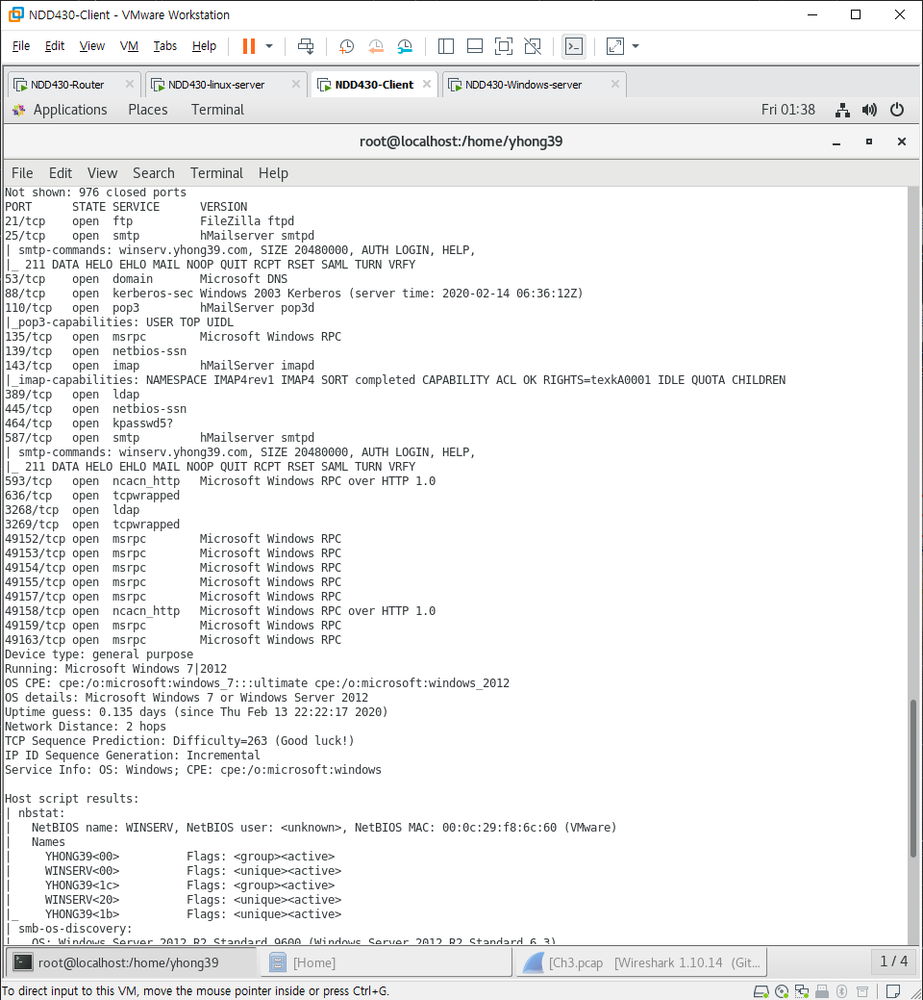 NDD430-Client - VMware Workstation
File Edit View VM Tabs Help
NDD430-Router NDD430-linux-server NDD430-Client NDD430-Windows-server
Applications Places Terminal Fri 01:38
root@localhost:/home/yhong39
File Edit View Search Terminal Help
Not shown: 976 closed ports
PORT      STATE SERVICE      VERSION
21/tcp    open  ftp          FileZilla ftpd
25/tcp    open  smtp         hMailserver smtpd
| smtp-commands: winserv.yhong39.com, SIZE 20480000, AUTH LOGIN, HELP,
|_ 211 DATA HELO EHLO MAIL NOOP QUIT RCPT RSET SAML TURN VRFY
53/tcp    open  domain       Microsoft DNS
88/tcp    open  kerberos-sec Windows 2003 Kerberos (server time: 2020-02-14 06:36:12Z)
110/tcp   open  pop3         hMailServer pop3d
|_pop3-capabilities: USER TOP UIDL
135/tcp   open  msrpc        Microsoft Windows RPC
139/tcp   open  netbios-ssn
143/tcp   open  imap         hMailServer imapd
|_imap-capabilities: NAMESPACE IMAP4rev1 IMAP4 SORT completed CAPABILITY ACL OK RIGHTS=texkA0001 IDLE QUOTA CHILDREN
389/tcp   open  ldap
445/tcp   open  netbios-ssn
464/tcp   open  kpasswd5?
587/tcp   open  smtp         hMailserver smtpd
| smtp-commands: winserv.yhong39.com, SIZE 20480000, AUTH LOGIN, HELP,
|_ 211 DATA HELO EHLO MAIL NOOP QUIT RCPT RSET SAML TURN VRFY
593/tcp   open  ncacn_http   Microsoft Windows RPC over HTTP 1.0
636/tcp   open  tcpwrapped
3268/tcp  open  ldap
3269/tcp  open  tcpwrapped
49152/tcp open  msrpc        Microsoft Windows RPC
49153/tcp open  msrpc        Microsoft Windows RPC
49154/tcp open  msrpc        Microsoft Windows RPC
49155/tcp open  msrpc        Microsoft Windows RPC
49157/tcp open  msrpc        Microsoft Windows RPC
49158/tcp open  ncacn_http   Microsoft Windows RPC over HTTP 1.0
49159/tcp open  msrpc        Microsoft Windows RPC
49163/tcp open  msrpc        Microsoft Windows RPC
Device type: general purpose
Running: Microsoft Windows 7|2012
OS CPE: cpe:/o:microsoft:windows_7:::ultimate cpe:/o:microsoft:windows_2012
OS details: Microsoft Windows 7 or Windows Server 2012
Uptime guess: 0.135 days (since Thu Feb 13 22:22:17 2020)
Network Distance: 2 hops
TCP Sequence Prediction: Difficulty=263 (Good luck!)
IP ID Sequence Generation: Incremental
Service Info: OS: Windows; CPE: cpe:/o:microsoft:windows
Host script results:
| nbstat:
|   NetBIOS name: WINSERV, NetBIOS user: <unknown>, NetBIOS MAC: 00:0c:29:f8:6c:60 (VMware)
|   Names
|     YHONG39<00>          Flags: <group><active>
|     WINSERV<00>          Flags: <unique><active>
|     YHONG39<1c>          Flags: <group><active>
|     WINSERV<20>          Flags: <unique><active>
|_    YHONG39<1b>          Flags: <unique><active>
| smb-os-discovery:
|   OS: Windows Server 2012 R2 Standard 9600 (Windows Server 2012 R2 Standard 6.3)
root@localhost:/home/yhong39 [Home] [Ch3.pcap [Wireshark 1.10.14 (Git... 1 / 4
To direct input to this VM, move the mouse pointer inside or press Ctrl+G.